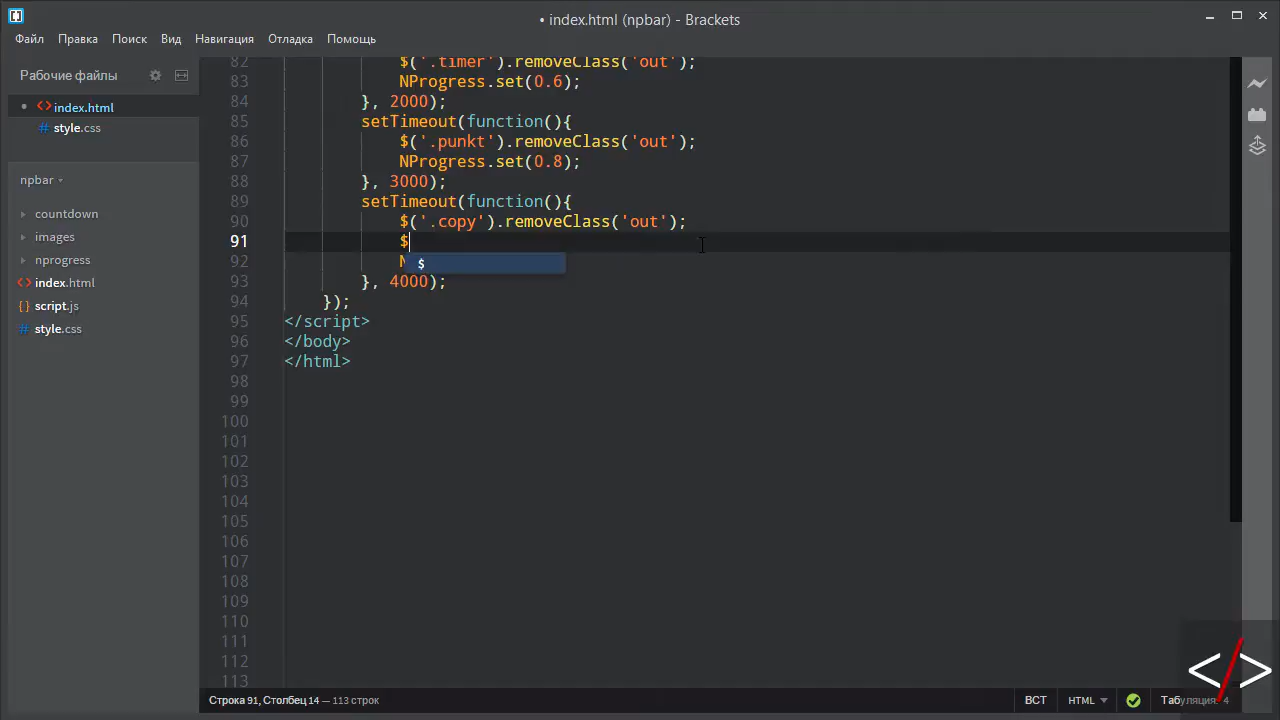 • index.html (npbar) - Brackets
Файл Правка Поиск Вид Навигация Отладка Помощь
Рабочие файлы
• <> index.html
# style.css
npbar
countdown
images
nprogress
<> index.html
{} script.js
# style.css
82 $('.timer').removeClass('out');
83 NProgress.set(0.6);
84 }, 2000);
85 setTimeout(function(){
86 $('.punkt').removeClass('out');
87 NProgress.set(0.8);
88 }, 3000);
89 setTimeout(function(){
90 $('.copy').removeClass('out');
91 $
92 N
$
93 }, 4000);
94 });
95 </script>
96 </body>
97 </html>
98
99
100
101
102
103
104
105
106
107
108
109
110
111
112
113
Строка 91, Столбец 14 — 113 строк
ВСТ HTML Табуляция: 4
</>